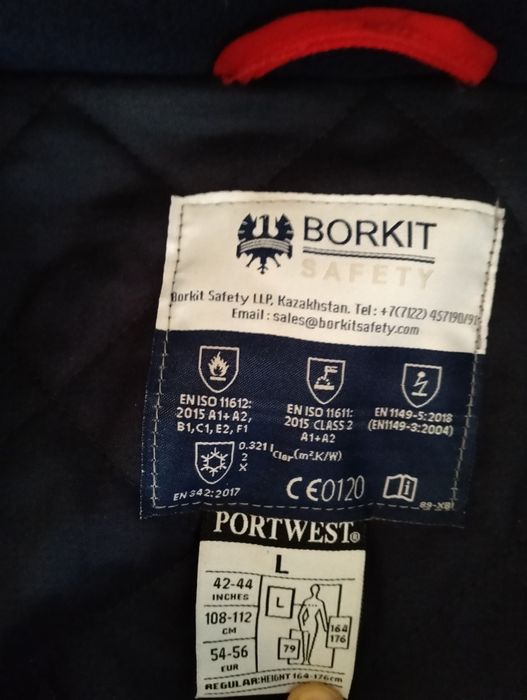 1
BORKIT
SAFETY
Borkit Safety LLP, Kazakhstan. Tel: +7(7122) 457190/91
Email: sales@borkitsafety.com
EN ISO 11612:
2015 A1+A2,
B1,C1, E2, F1
EN ISO 11611:
2015 CLASS 2
A1+A2
EN 1149-5:2018
(EN1149-3:2004)
0.321 Icler(m².K/W)
2
X
EN 342:2017
CE0120
i
PORTWEST®
L
42-44
INCHES
108-112
CM
54-56
EUR
L
164
176
79
REGULAR:HEIGHT 164-176cm